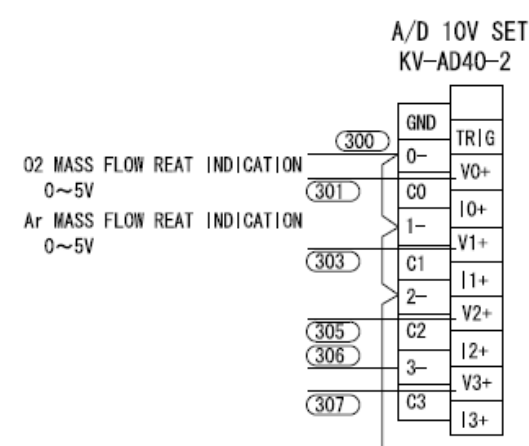 A/D 10V SET
KV-AD40-2
GND
TRIG
300
0-
O2 MASS FLOW REAT INDICATION
V0+
0～5V
301
C0
I0+
Ar MASS FLOW REAT INDICATION
1-
0～5V
V1+
303
C1
I1+
2-
V2+
305
C2
306
I2+
3-
V3+
307
C3
I3+